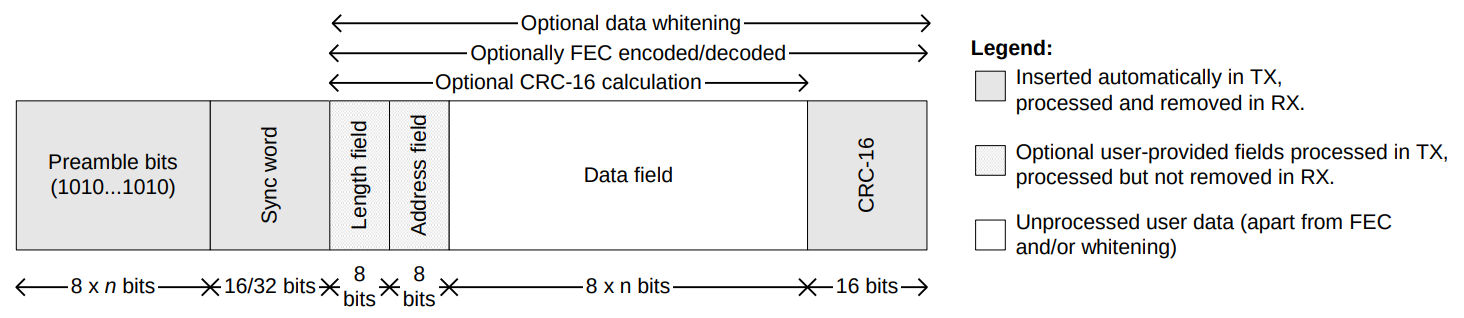 Optional data whitening
Optionally FEC encoded/decoded
Optional CRC-16 calculation
Preamble bits
(1010...1010)
Sync word
Length field
Address field
Data field
CRC-16
8 x n bits
16/32 bits
8
bits
8
bits
8 x n bits
16 bits
Legend:
Inserted automatically in TX,
processed and removed in RX.
Optional user-provided fields processed in TX,
processed but not removed in RX.
Unprocessed user data (apart from FEC
and/or whitening)